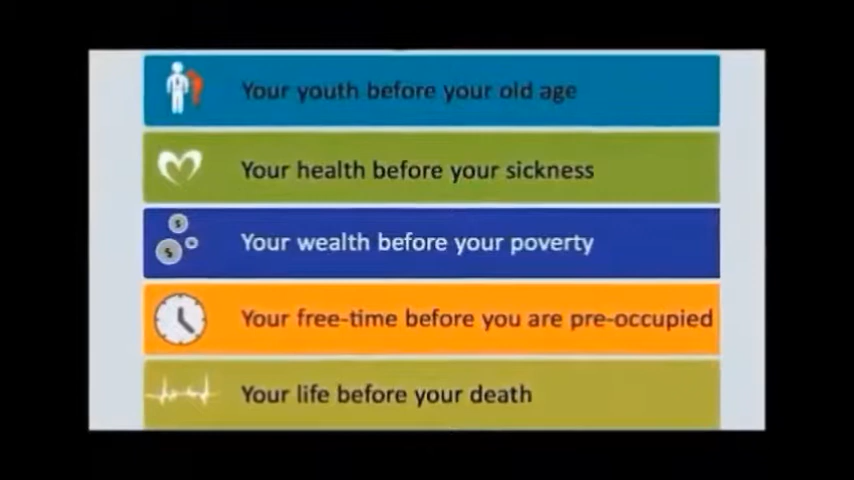 Your youth before your old age
Your health before your sickness
Your wealth before your poverty
Your free-time before you are pre-occupied
Your life before your death